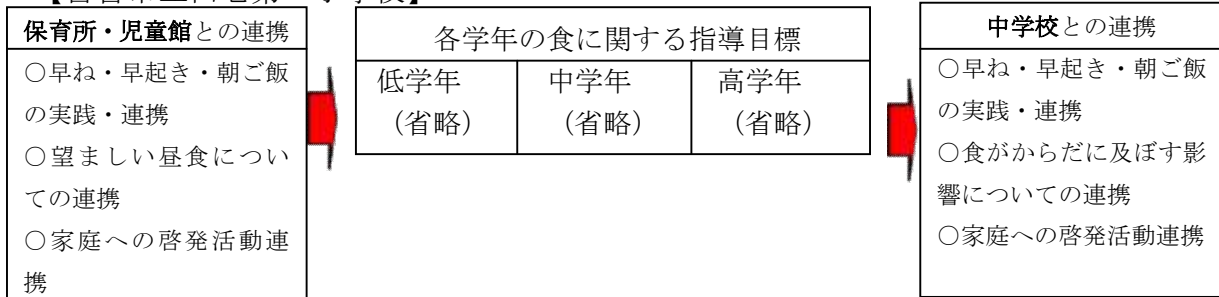 保育所・児童館との連携
○早ね・早起き・朝ご飯
の実践・連携
○望ましい昼食につい
ての連携
○家庭への啓発活動連
携
各学年の食に関する指導目標
低学年
（省略）
中学年
（省略）
高学年
（省略）
中学校との連携
○早ね・早起き・朝ご飯
の実践・連携
○食がからだに及ぼす影
響についての連携
○家庭への啓発活動連携